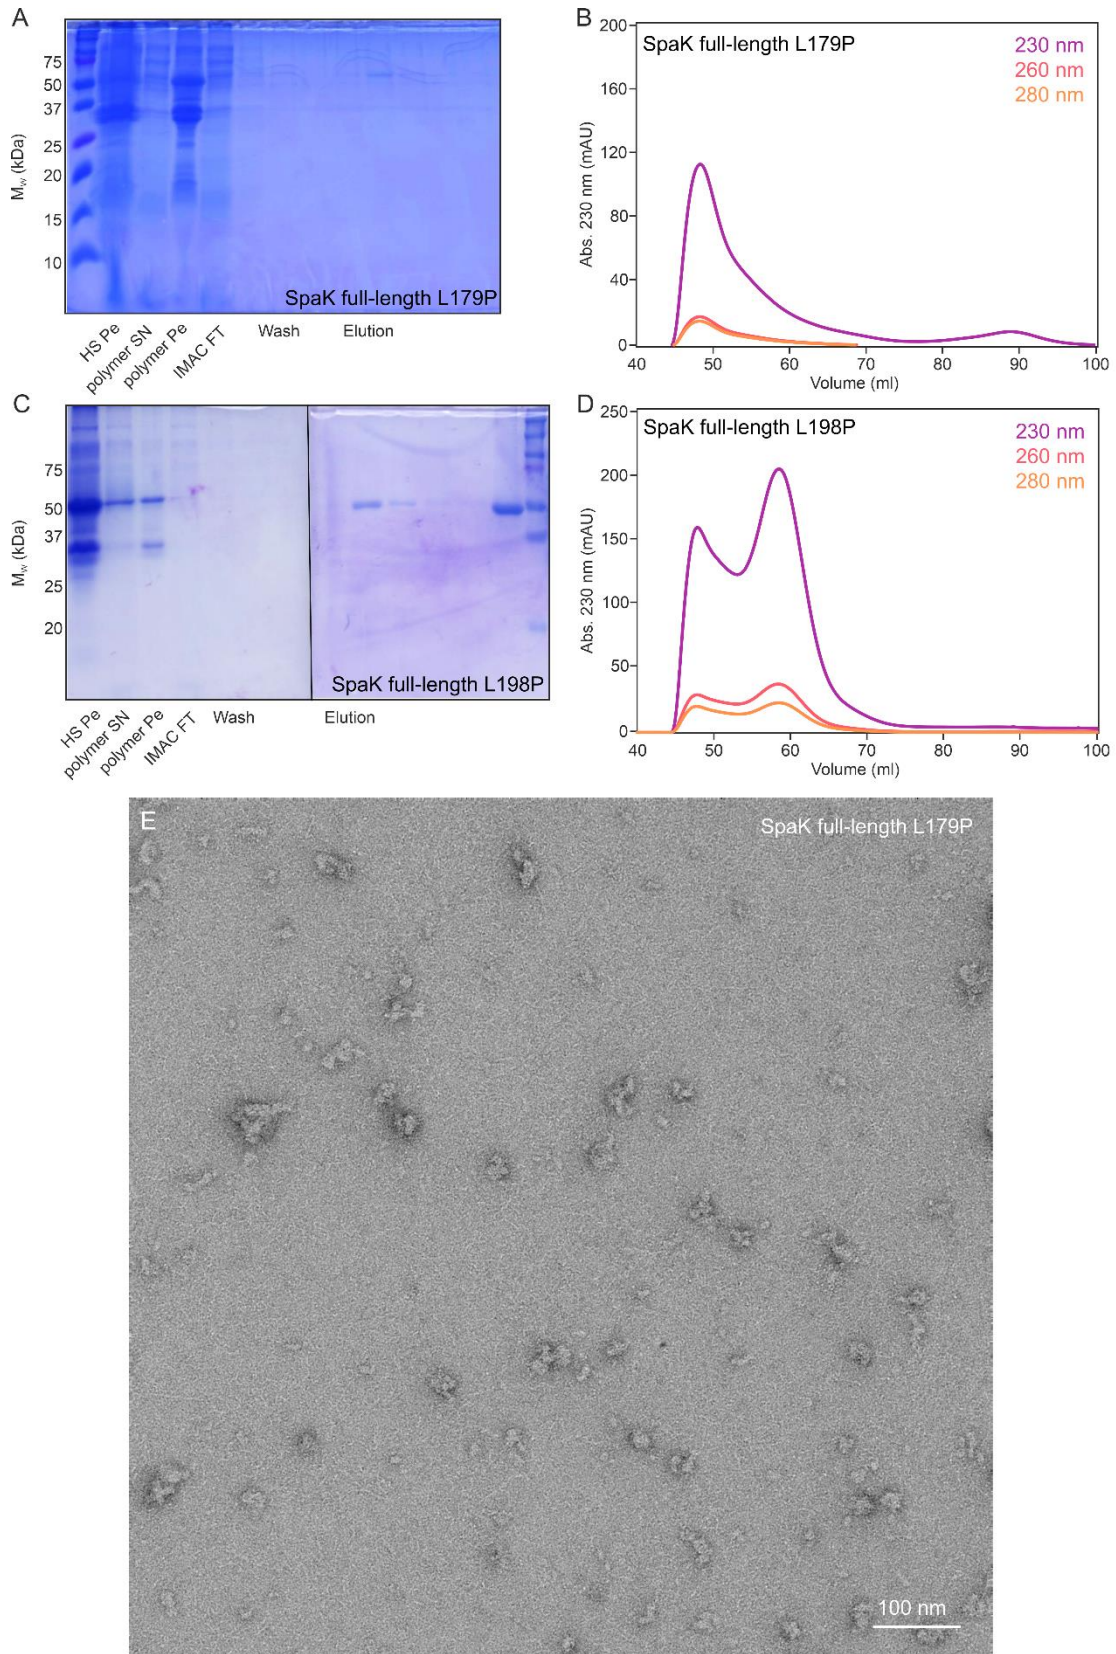 A
75
50
37
25
20
15
10
Mw (kDa)
SpaK full-length L179P
HS Pe
polymer SN
polymer Pe
IMAC FT
Wash
Elution
B
SpaK full-length L179P
230 nm
260 nm
280 nm
200
160
120
80
40
0
Abs. 230 nm (mAU)
40 50 60 70 80 90 100
Volume (ml)
C
75
50
37
25
20
Mw (kDa)
SpaK full-length L198P
HS Pe
polymer SN
polymer Pe
IMAC FT
Wash
Elution
D
SpaK full-length L198P
230 nm
260 nm
280 nm
250
200
150
100
50
0
Abs. 230 nm (mAU)
40 50 60 70 80 90 100
Volume (ml)
E
SpaK full-length L179P
100 nm